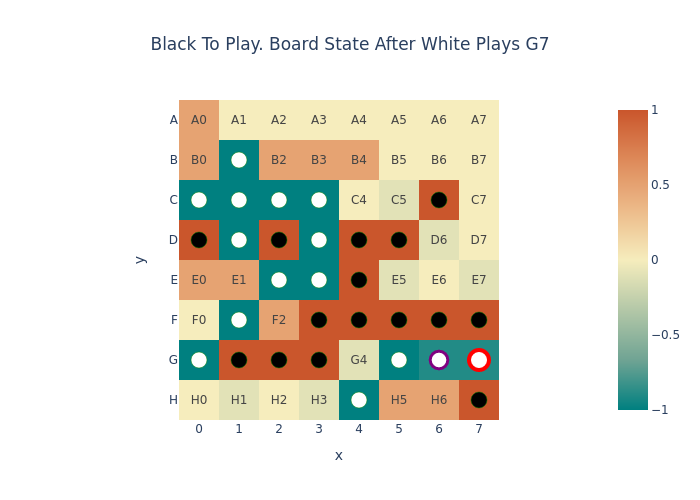 Black To Play. Board State After White Plays G7
A A0 A1 A2 A3 A4 A5 A6 A7
B B0 B2 B3 B4 B5 B6 B7
C C4 C5 C7
D D6 D7
E E0 E1 E5 E6 E7
F F0 F2
G G4
H H0 H1 H2 H3 H5 H6
0 1 2 3 4 5 6 7
x
y
1
0.5
0
−0.5
−1